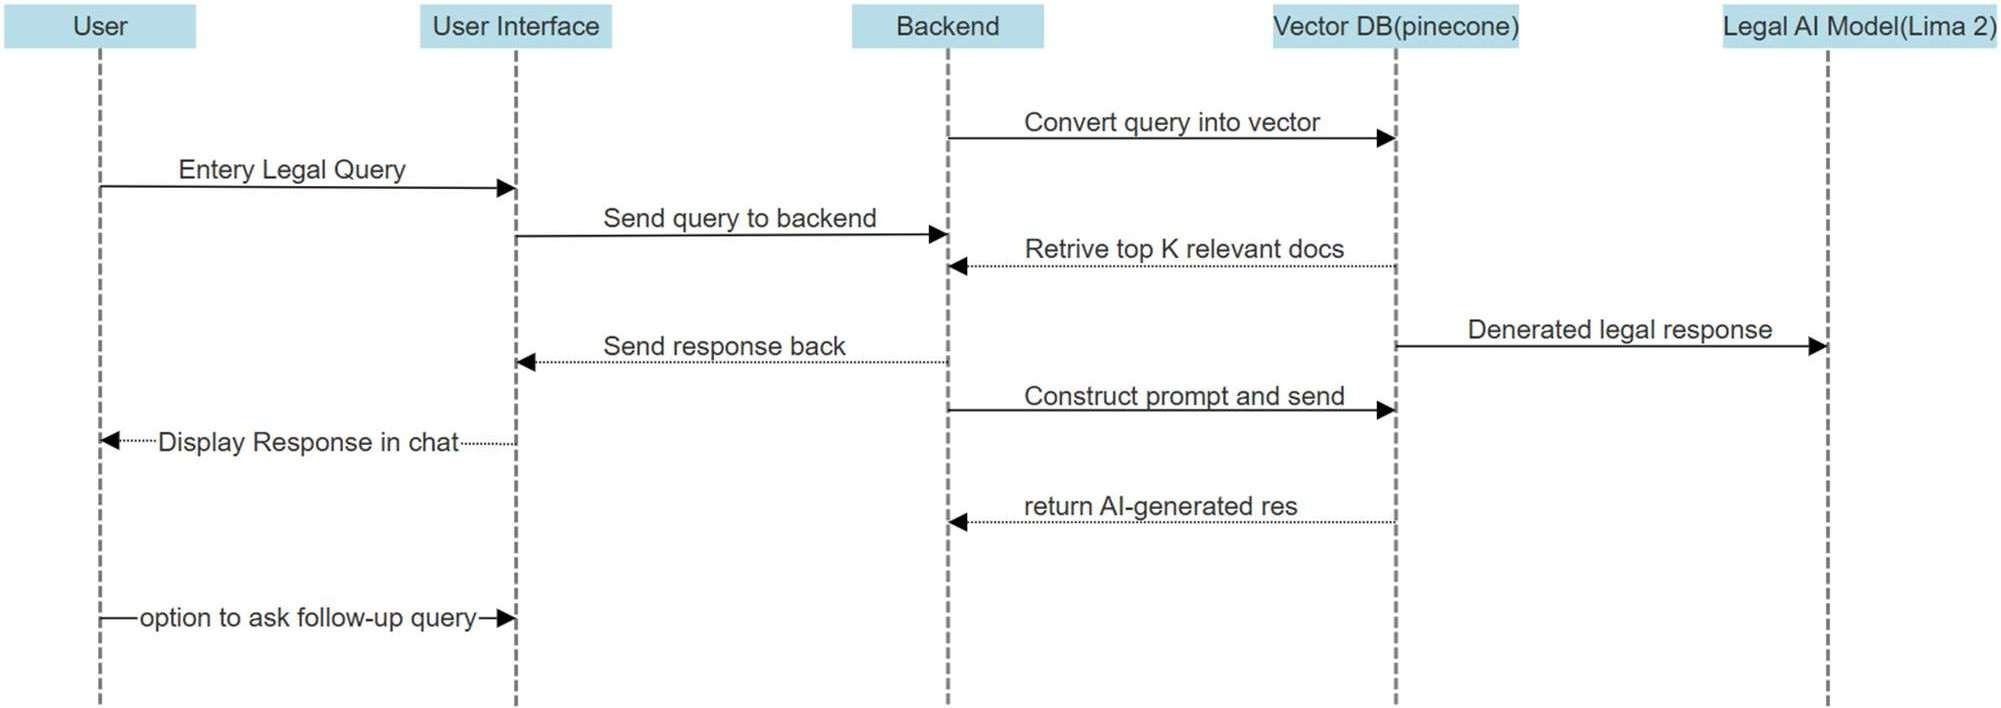 User
User Interface
Backend
Vector DB(pinecone)
Legal AI Model(Lima 2)
Convert query into vector
Entery Legal Query
Send query to backend
Retrive top K relevant docs
Denerated legal response
Send response back
Construct prompt and send
Display Response in chat
return AI-generated res
option to ask follow-up query